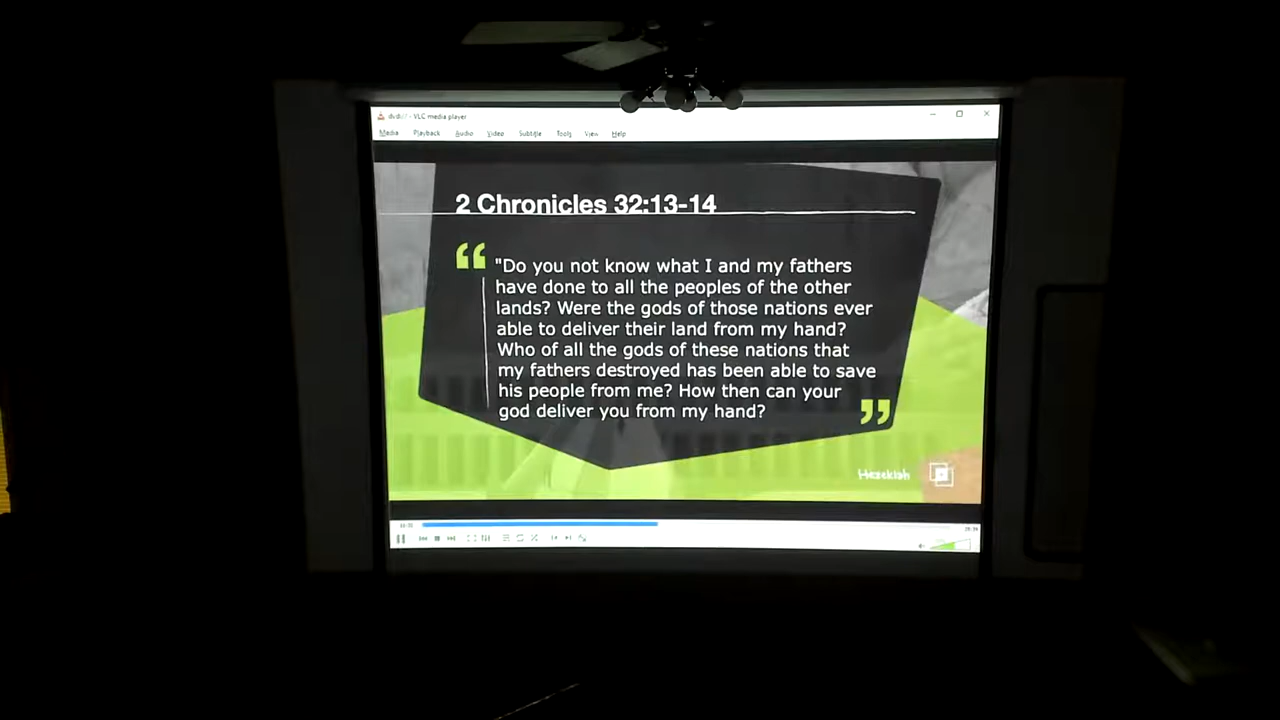 dvd:// - VLC media player
Media Playback Audio Video Subtitle Tools View Help
2 Chronicles 32:13-14
“
"Do you not know what I and my fathers
have done to all the peoples of the other
lands? Were the gods of those nations ever
able to deliver their land from my hand?
Who of all the gods of these nations that
my fathers destroyed has been able to save
his people from me? How then can your
god deliver you from my hand?
”
Hezekiah